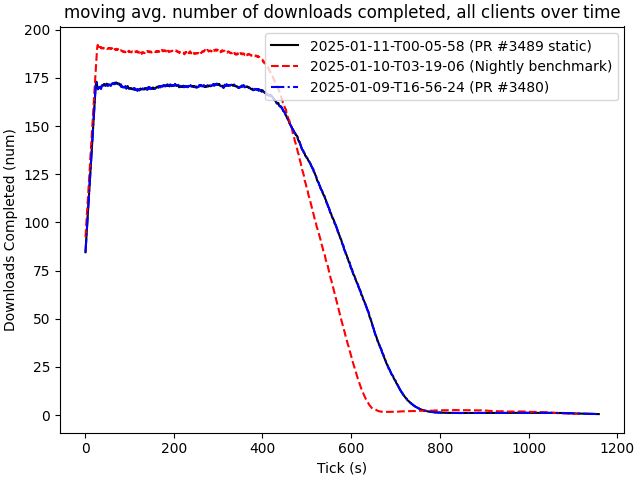 moving avg. number of downloads completed, all clients over time
2025-01-11-T00-05-58 (PR #3489 static)
2025-01-10-T03-19-06 (Nightly benchmark)
2025-01-09-T16-56-24 (PR #3480)
Downloads Completed (num)
200
175
150
125
100
75
50
25
0
0 200 400 600 800 1000 1200
Tick (s)